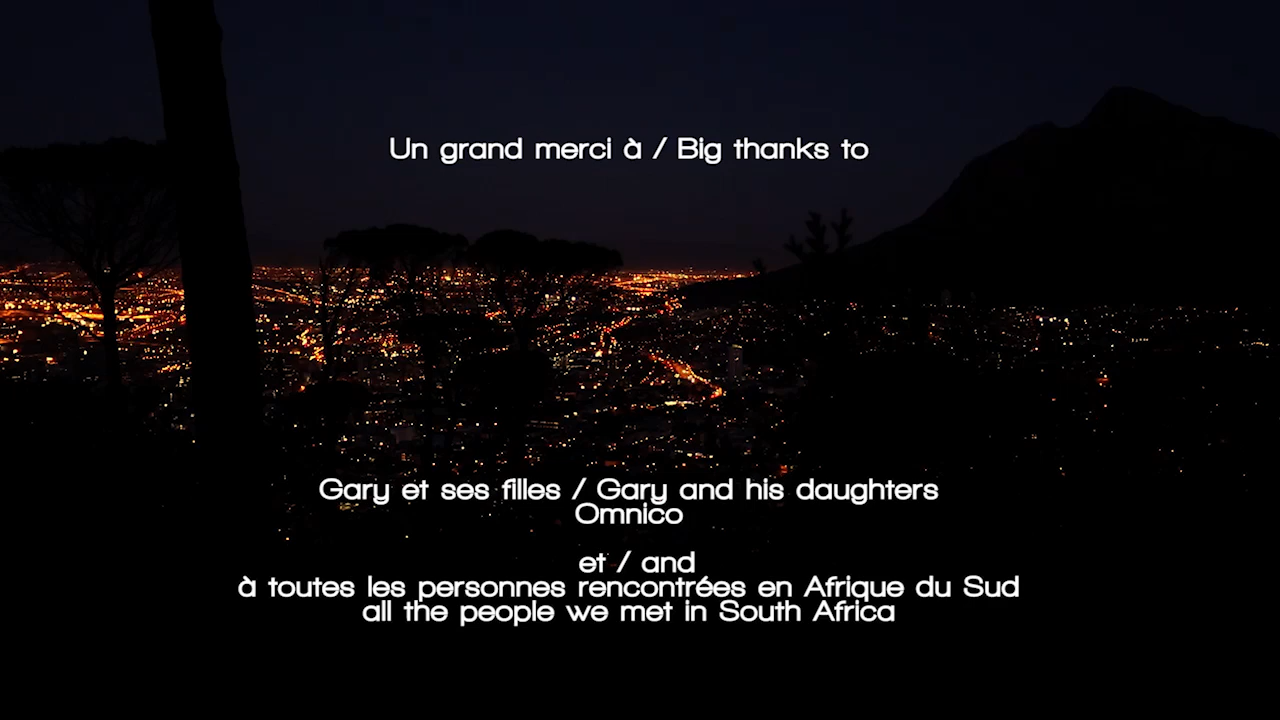 Un grand merci à / Big thanks to
Gary et ses filles / Gary and his daughters
Omnico
et / and
à toutes les personnes rencontrées en Afrique du Sud
all the people we met in South Africa